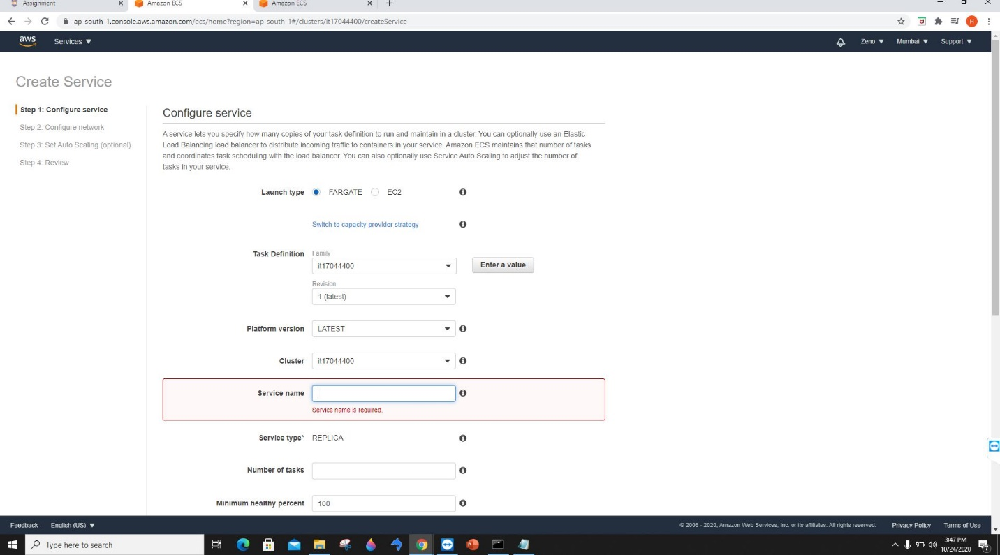 Assignment
Amazon ECS
Amazon ECS
ap-south-1.console.aws.amazon.com/ecs/home?region=ap-south-1#/clusters/it17044400/createService
H
aws
Services
Zeno
Mumbai
Support
Create Service
Step 1: Configure service
Step 2: Configure network
Step 3: Set Auto Scaling (optional)
Step 4: Review
Configure service
A service lets you specify how many copies of your task definition to run and maintain in a cluster. You can optionally use an Elastic
Load Balancing load balancer to distribute incoming traffic to containers in your service. Amazon ECS maintains that number of tasks
and coordinates task scheduling with the load balancer. You can also optionally use Service Auto Scaling to adjust the number of
tasks in your service.
Launch type FARGATE EC2
Switch to capacity provider strategy
Task Definition Family
it17044400
Enter a value
Revision
1 (latest)
Platform version LATEST
Cluster it17044400
Service name
Service name is required.
Service type* REPLICA
Number of tasks
Minimum healthy percent 100
Feedback English (US)
© 2008 - 2020, Amazon Web Services, Inc. or its affiliates. All rights reserved. Privacy Policy Terms of Use
Type here to search
3:47 PM
10/24/2020
7